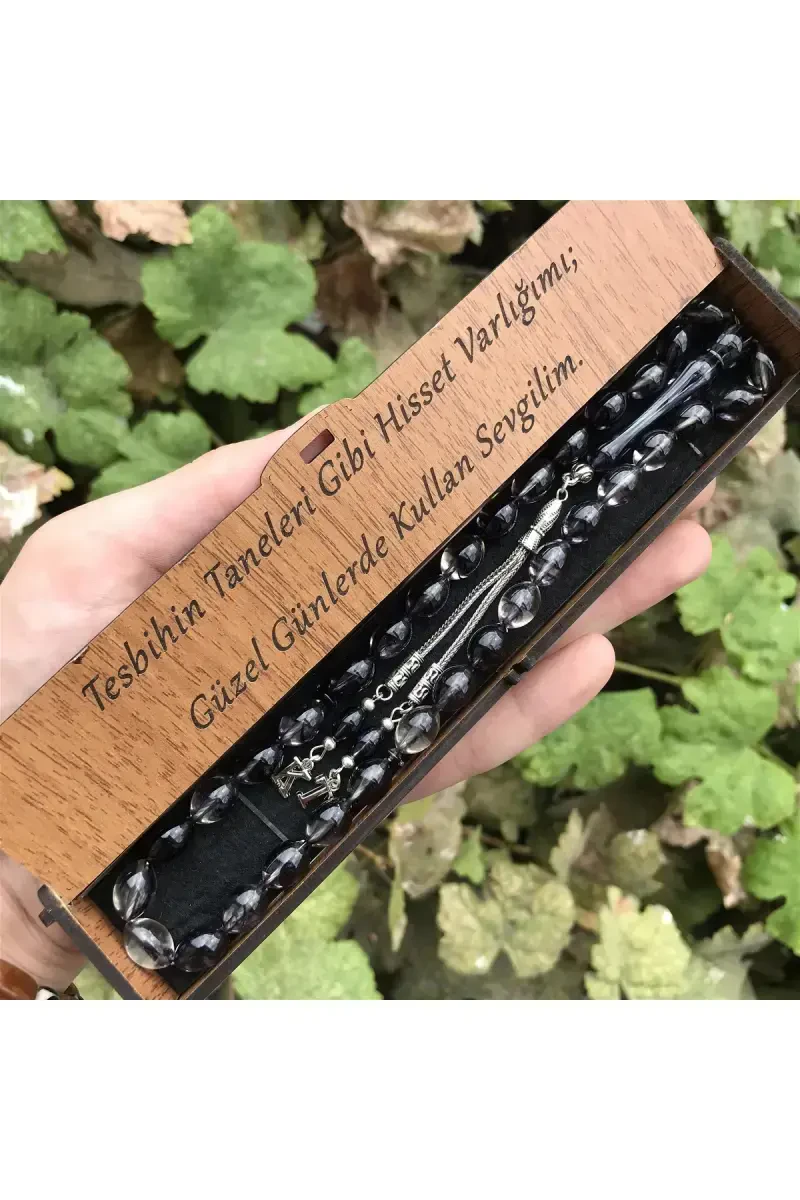 Tesbihin Taneleri Gibi Hisset Varlığımı;
Güzel Günlerde Kullan Sevgilim.